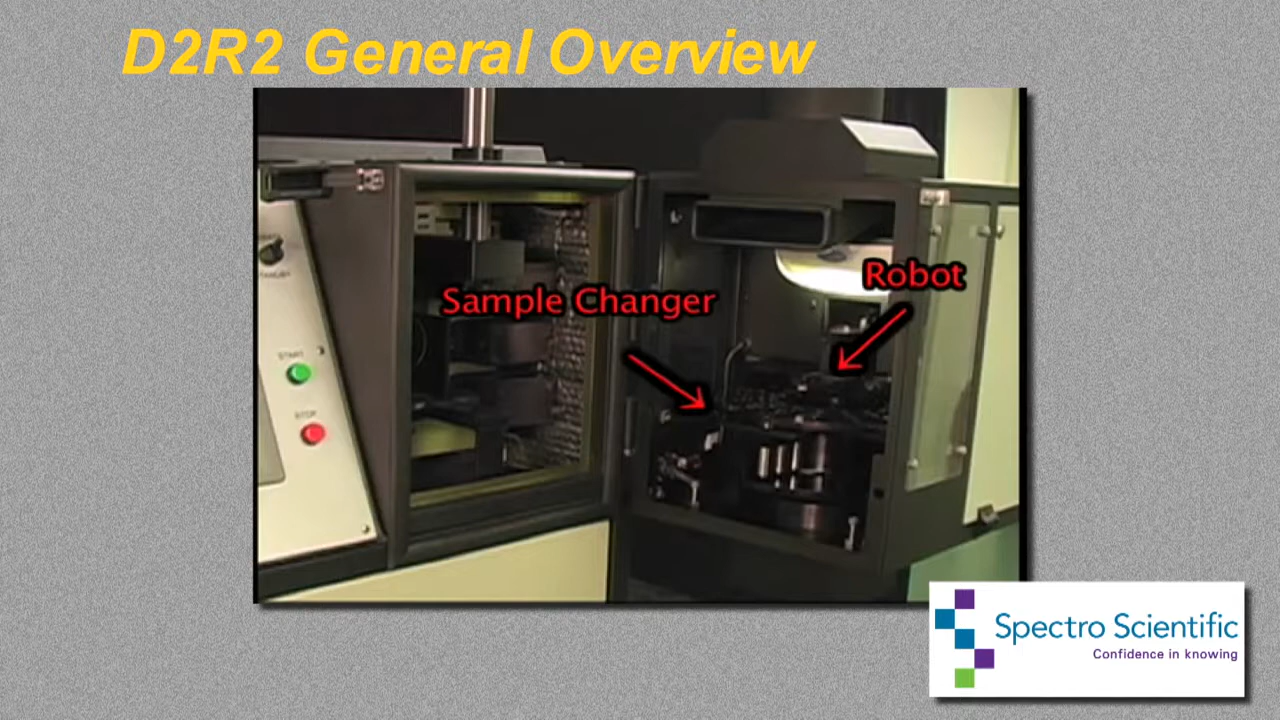 D2R2 General Overview
Robot
Sample Changer
START
STOP
Spectro Scientific
Confidence in knowing